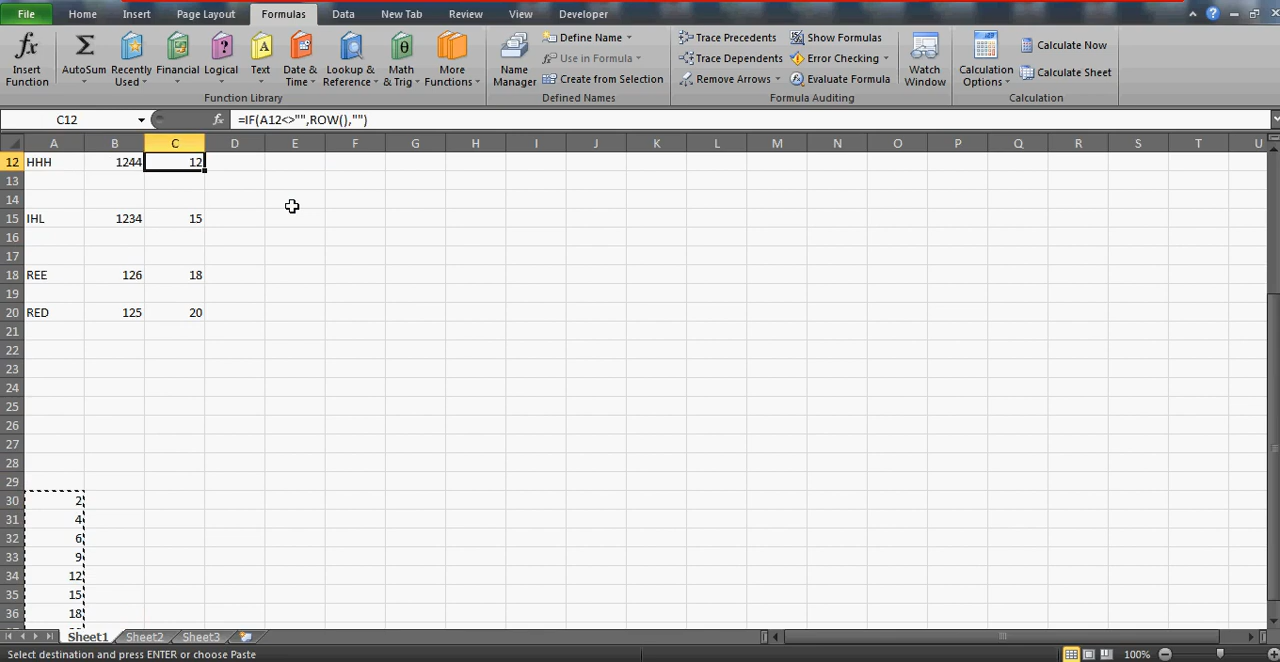 File Home Insert Page Layout Formulas Data New Tab Review View Developer
Insert Function
AutoSum
Recently Used
Financial
Logical
Text
Date & Time
Lookup & Reference
Math & Trig
More Functions
Function Library
Name Manager
Define Name
Use in Formula
Create from Selection
Defined Names
Trace Precedents
Trace Dependents
Remove Arrows
Show Formulas
Error Checking
Evaluate Formula
Formula Auditing
Watch Window
Calculation Options
Calculate Now
Calculate Sheet
Calculation
C12 fx =IF(A12<>"",ROW(),"")
A B C D E F G H I J K L M N O P Q R S T U
12 HHH 1244 12
13
14
15 IHL 1234 15
16
17
18 REE 126 18
19
20 RED 125 20
21
22
23
24
25
26
27
28
29
30 2
31 4
32 6
33 9
34 12
35 15
36 18
Sheet1 Sheet2 Sheet3
Select destination and press ENTER or choose Paste 100%